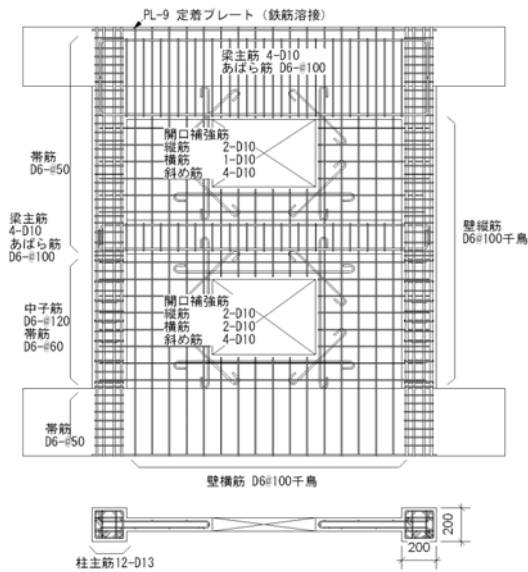 PL-9 定着プレート（鉄筋溶接）
梁主筋 4-D10
あばら筋 D6-@100
開口補強筋
縦筋 2-D10
横筋 1-D10
斜め筋 4-D10
帯筋
D6-@50
梁主筋
4-D10
あばら筋
D6-@100
壁縦筋
D6@100千鳥
中子筋
D6-@120
帯筋
D6-@60
開口補強筋
縦筋 2-D10
横筋 2-D10
斜め筋 4-D10
帯筋
D6-@50
壁横筋 D6@100千鳥
200
200
柱主筋12-D13